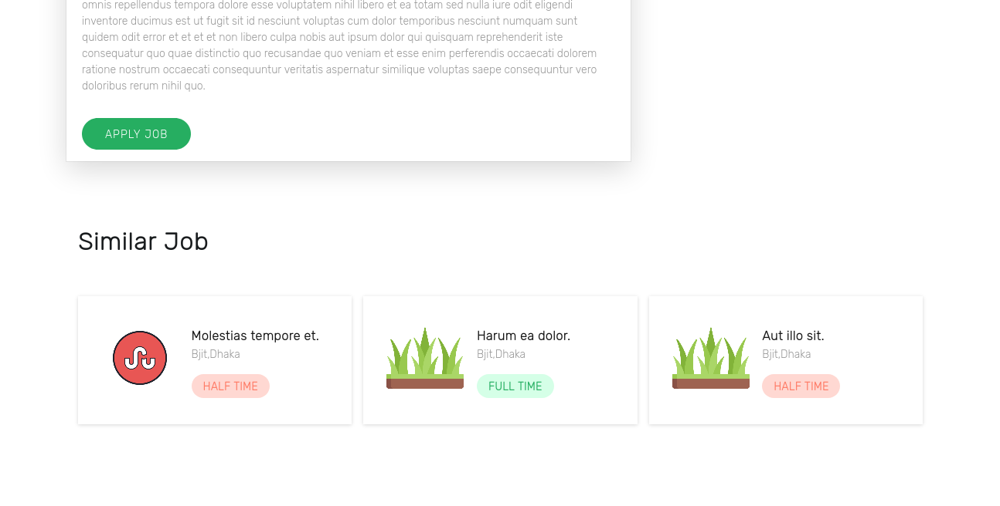 omnis repellendus tempora dolore esse voluptatem nihil libero et ea totam sed nulla iure odit eligendi
inventore ducimus est ut fugit sit id nesciunt voluptas cum dolor temporibus nesciunt numquam sunt
quidem odit error et et et et non libero culpa nobis aut ipsum dolor qui quisquam reprehenderit iste
consequatur quo quae distinctio quo recusandae quo veniam et esse enim perferendis occaecati dolorem
ratione nostrum occaecati consequuntur veritatis aspernatur similique voluptas saepe consequuntur vero
doloribus rerum nihil quo.
APPLY JOB
Similar Job
Molestias tempore et.
Bjit,Dhaka
HALF TIME
Harum ea dolor.
Bjit,Dhaka
FULL TIME
Aut illo sit.
Bjit,Dhaka
HALF TIME